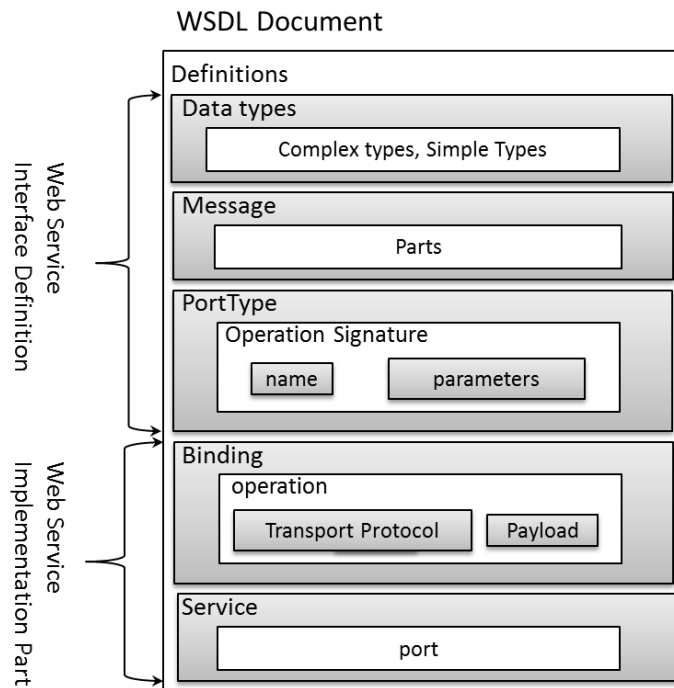 WSDL Document
Definitions
Data types
Complex types, Simple Types
Message
Parts
PortType
Operation Signature
name
parameters
Binding
operation
Transport Protocol
Payload
Service
port
Web Service
Interface Definition
Web Service
Implementation Part